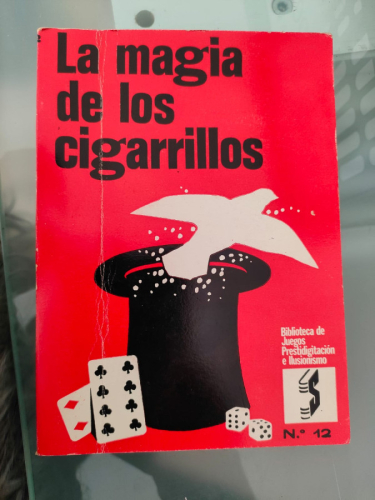 La magia
de los
cigarrillos
Biblioteca de
Juegos
Prestidigitación
e Ilusionismo
N.º 12